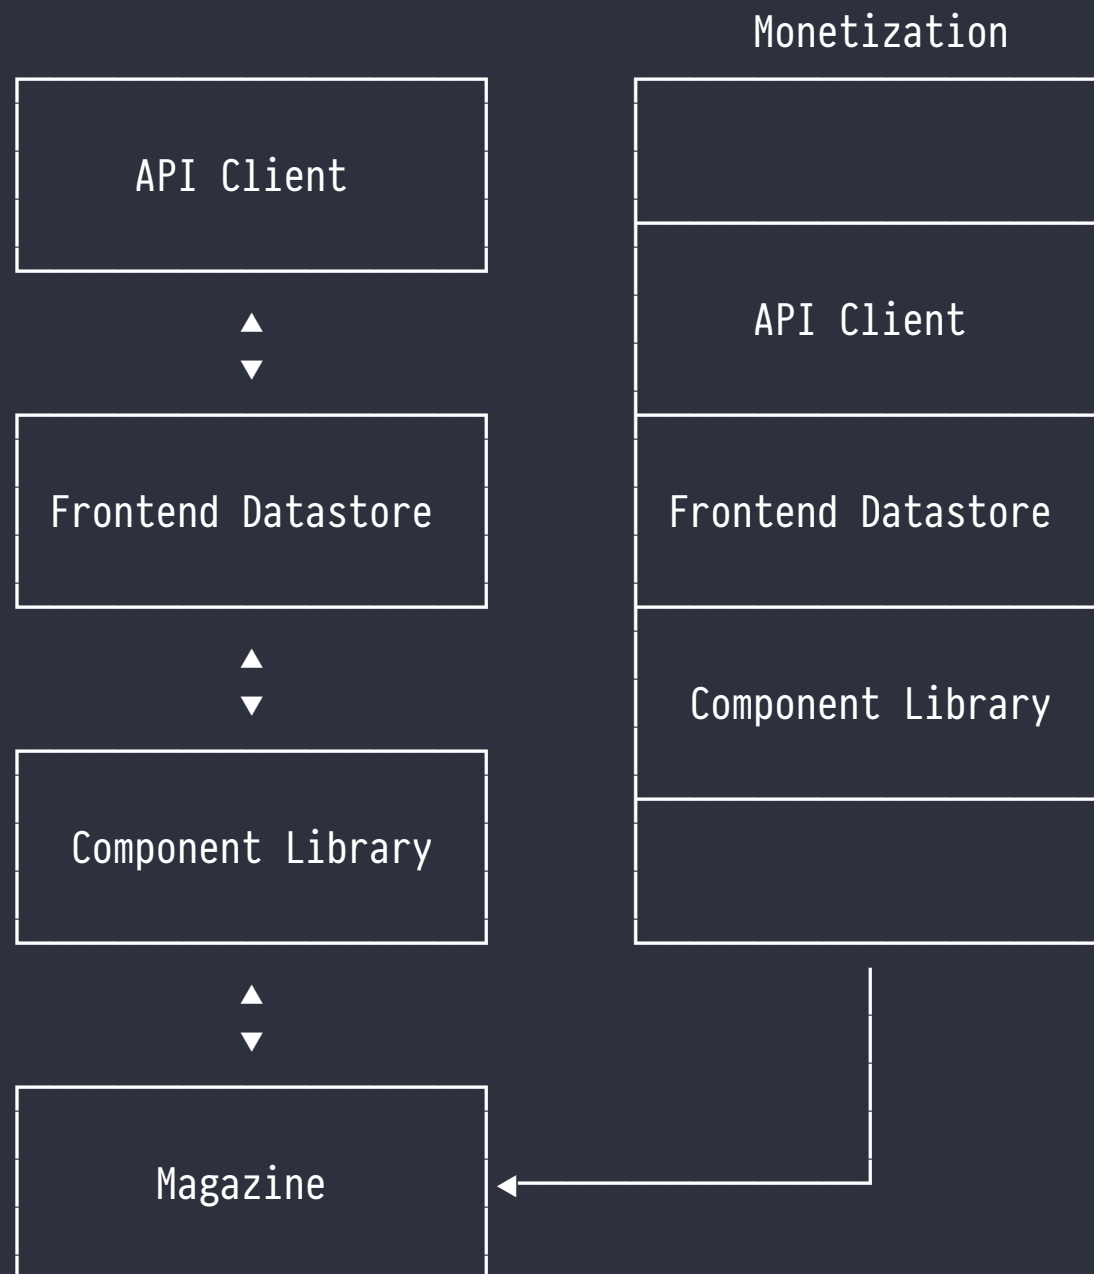 Monetization
API Client
API Client
Frontend Datastore
Frontend Datastore
Component Library
Component Library
Magazine